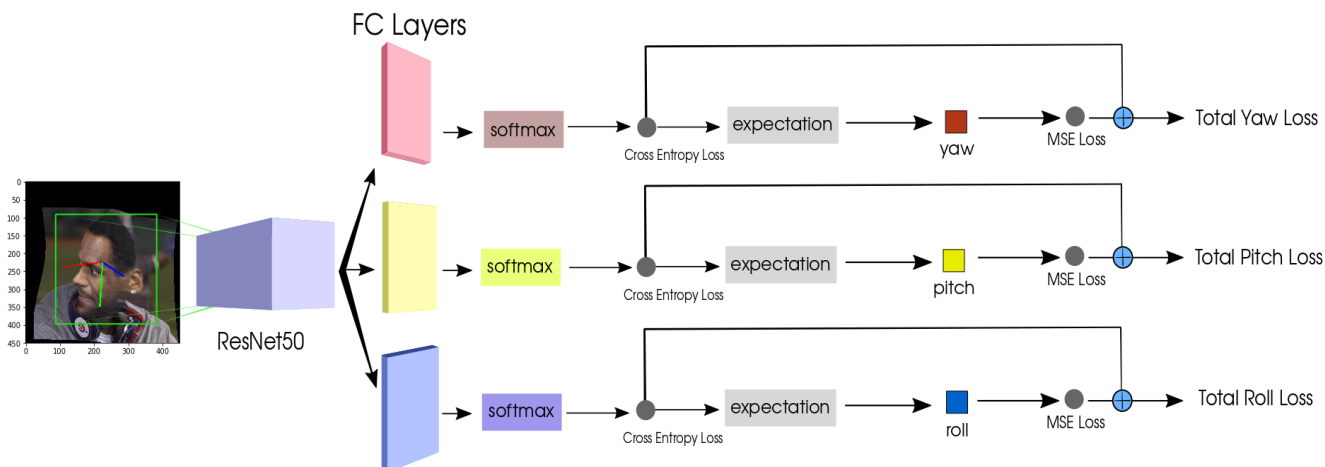 FC Layers
softmax
Cross Entropy Loss
expectation
yaw
MSE Loss
Total Yaw Loss
0
50
100
150
200
250
300
350
400
450
0
100
200
300
400
ResNet50
softmax
Cross Entropy Loss
expectation
pitch
MSE Loss
Total Pitch Loss
softmax
Cross Entropy Loss
expectation
roll
MSE Loss
Total Roll Loss